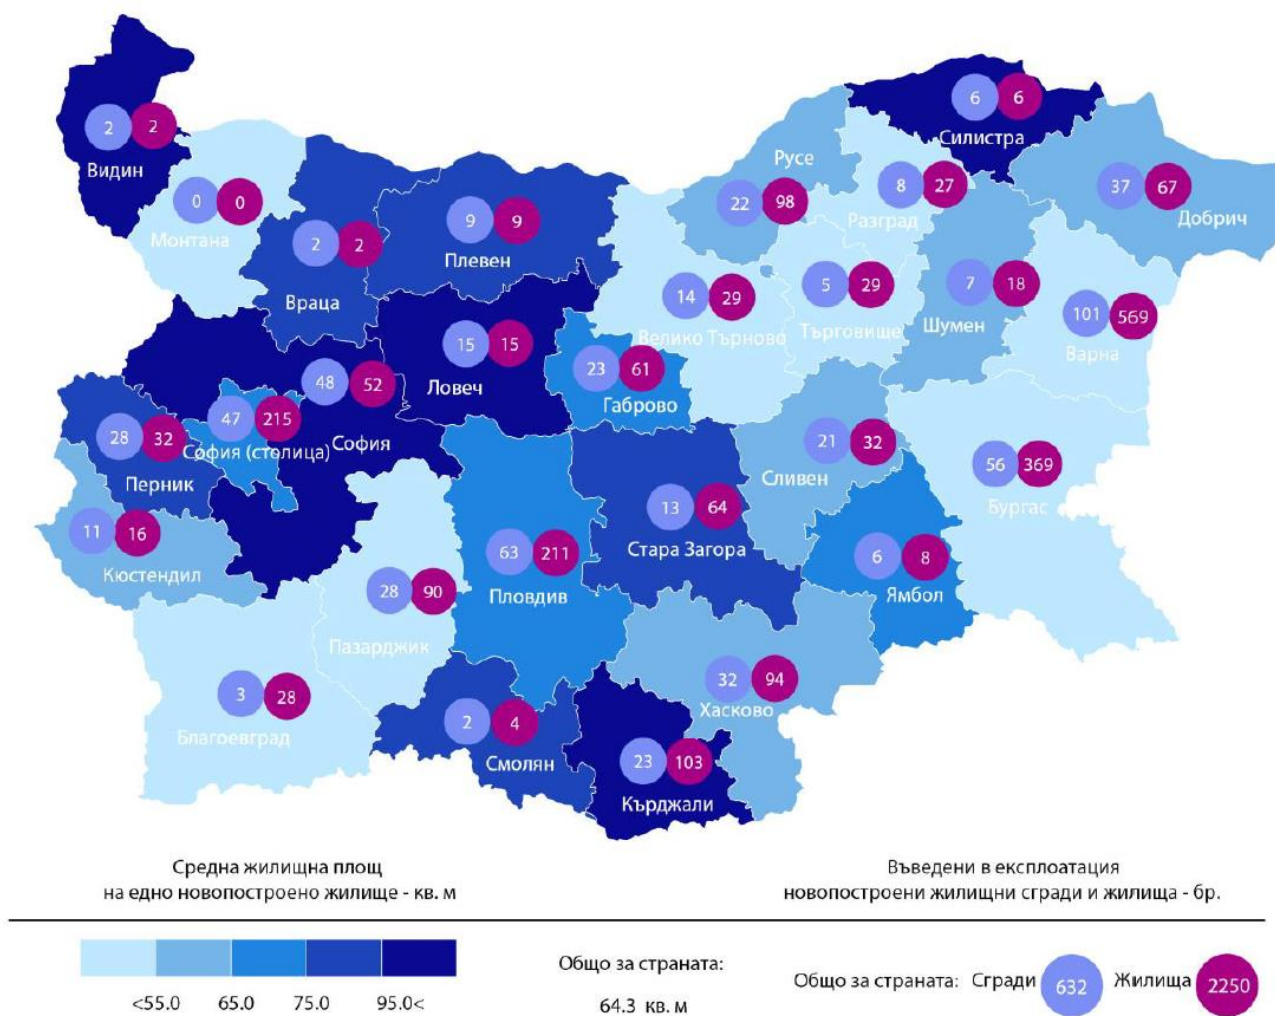 6 6
Силистра
2 2
Видин
Русе
22 98
8 27
Разград
37 67
Добрич
0 0
Монтана
9 9
Плевен
2 2
Враца
14 29
Велико Търново
5 29
Търговище
7 18
Шумен
101 569
Варна
15 15
Ловеч
23 61
Габрово
48 52
София
47 215
София (столица)
28 32
Перник
21 32
Сливен
56 369
Бургас
13 64
Стара Загора
11 16
Кюстендил
63 211
Пловдив
6 8
Ямбол
28 90
Пазарджик
3 28
Благоевград
32 94
Хасково
2 4
Смолян
23 103
Кърджали
Средна жилищна площ
на едно новопостроено жилище - кв. м
Въведени в експлоатация
новопостроени жилищни сгради и жилища - бр.
<55.0 65.0 75.0 95.0<
Общо за страната:
64.3 кв. м
Общо за страната: Сгради 632 Жилища 2250